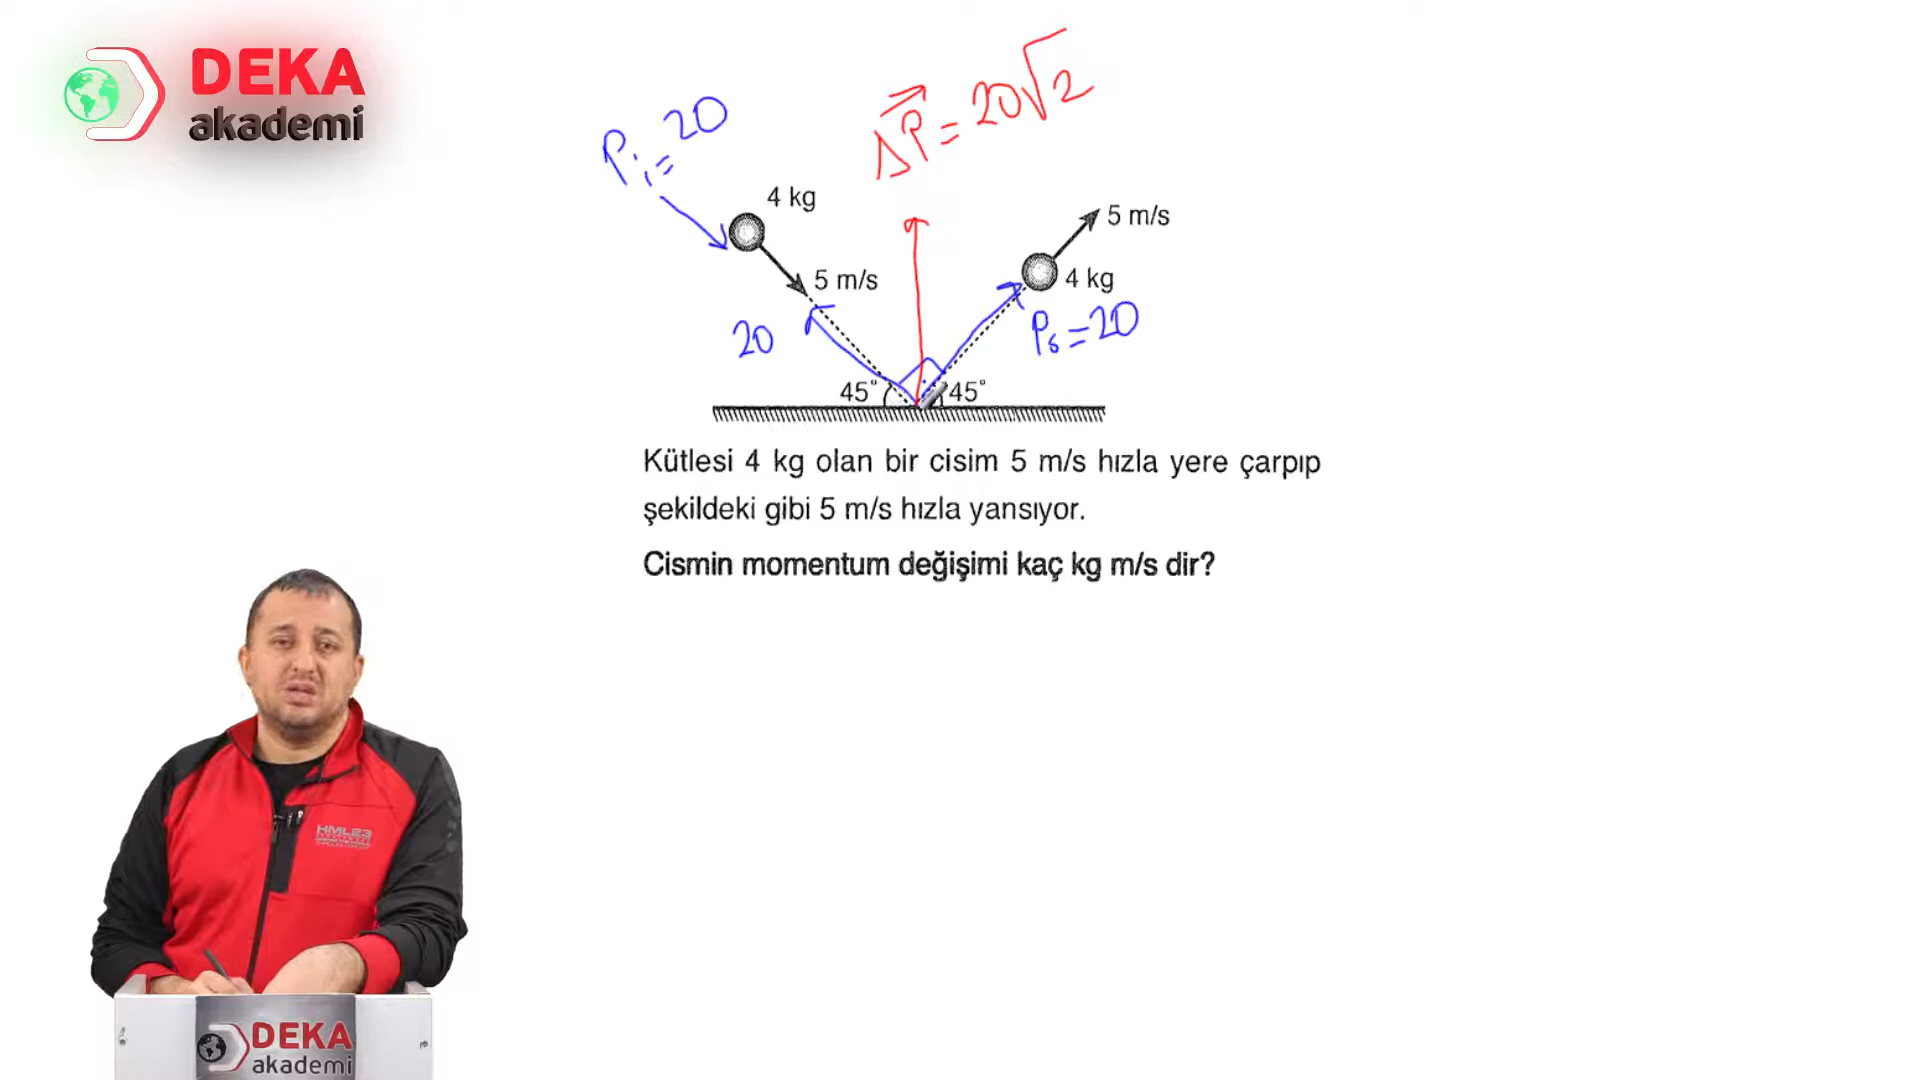 DEKA
akademi
Pi = 20
ΔP = 20√2
4 kg
5 m/s
5 m/s
4 kg
20
Ps = 20
45°
45°
Kütlesi 4 kg olan bir cisim 5 m/s hızla yere çarpıp
şekildeki gibi 5 m/s hızla yansıyor.
Cismin momentum değişimi kaç kg m/s dir?
HML23
DEKA
akademi